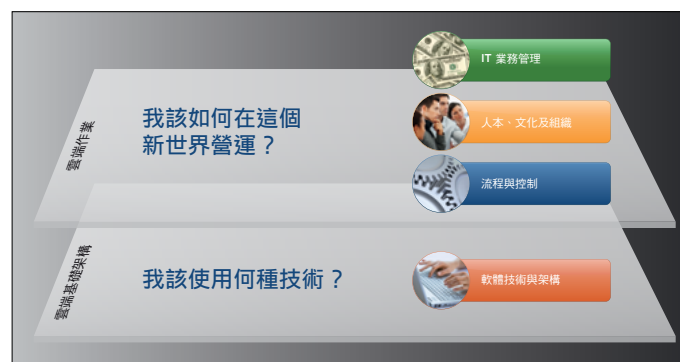 IT 業務管理
雲端作業
我該如何在這個
新世界營運？
人本、文化及組織
流程與控制
雲端基礎架構
我該使用何種技術？
軟體技術與架構